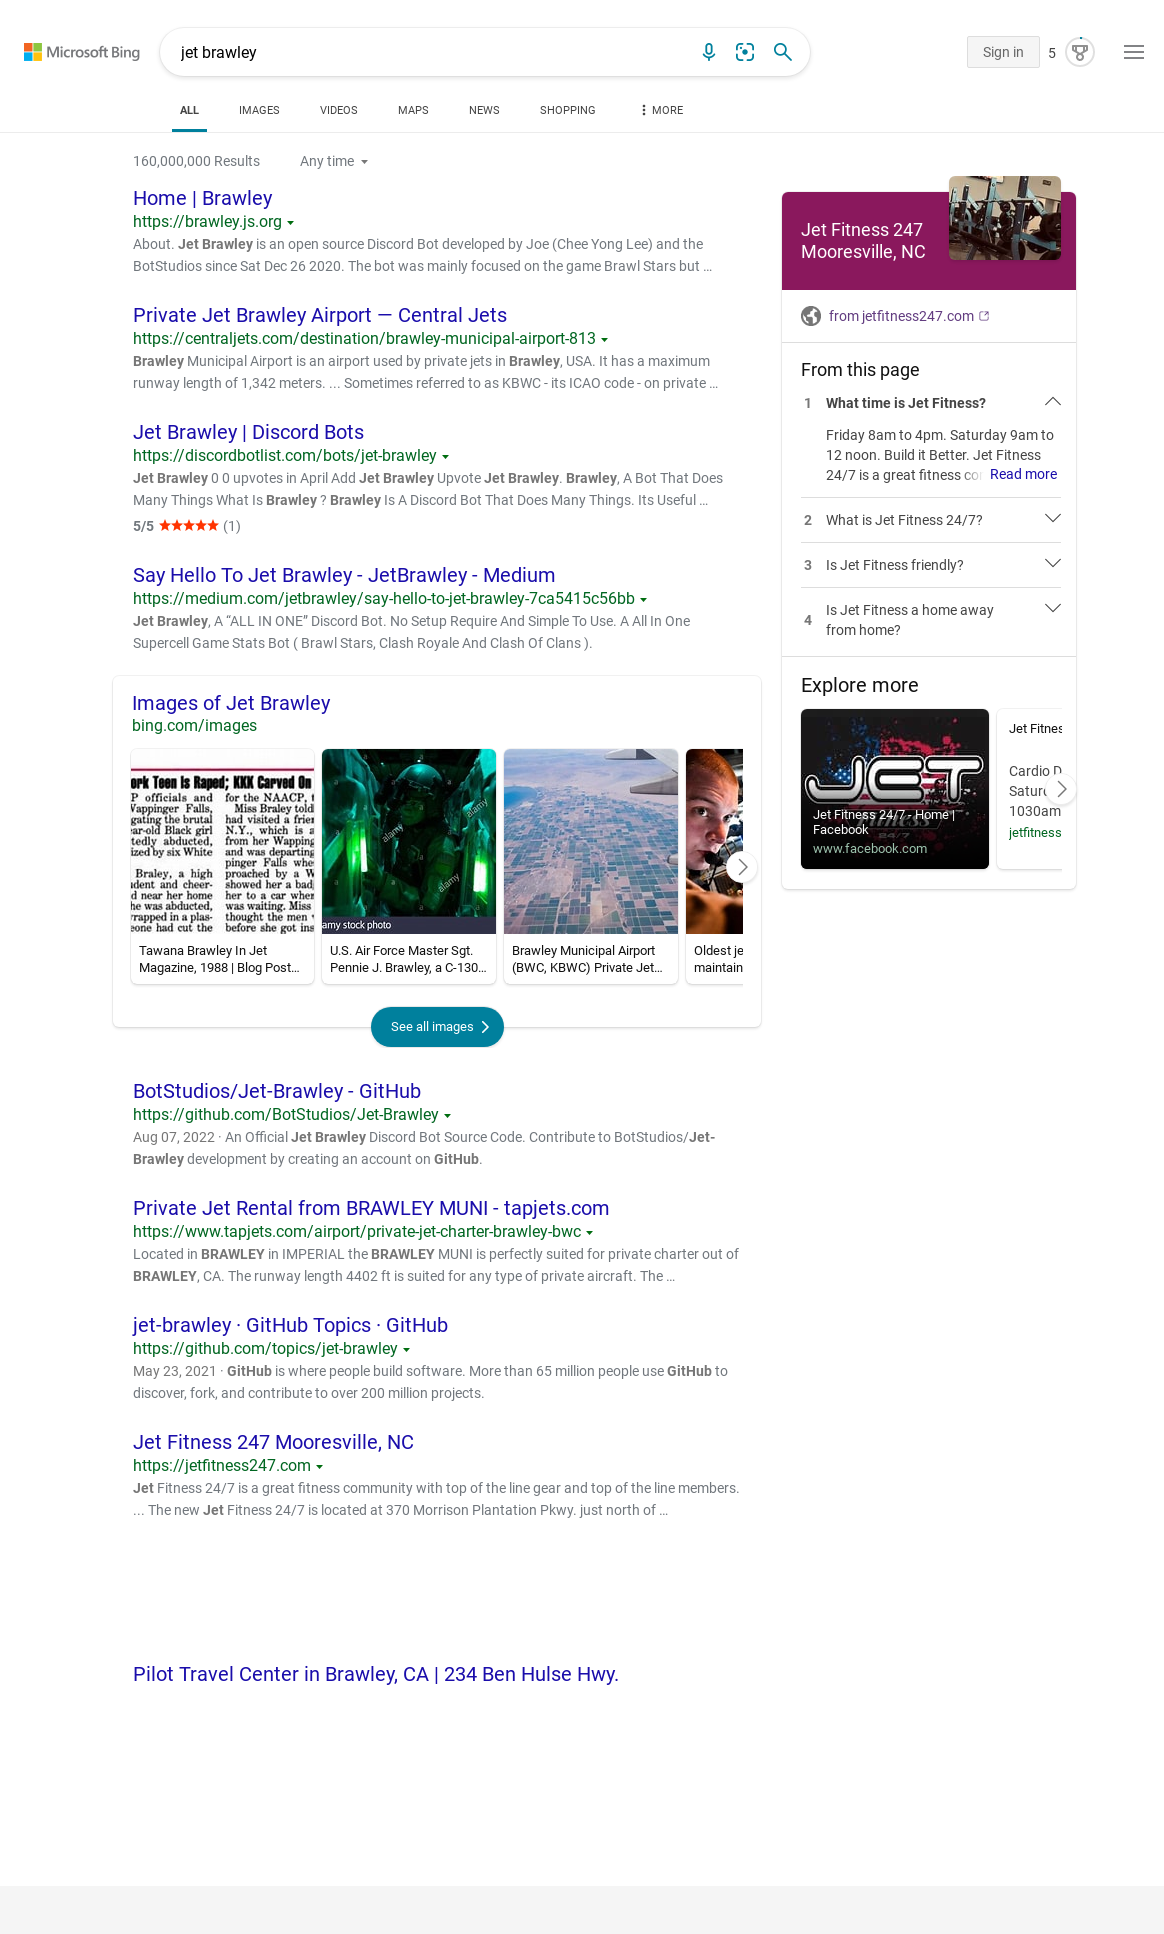 Microsoft Bing
jet brawley
Sign in
5
ALL
IMAGES
VIDEOS
MAPS
NEWS
SHOPPING
MORE
160,000,000 Results
Any time
Home | Brawley
https://brawley.js.org
About. Jet Brawley is an open source Discord Bot developed by Joe (Chee Yong Lee) and the
BotStudios since Sat Dec 26 2020. The bot was mainly focused on the game Brawl Stars but …
Private Jet Brawley Airport — Central Jets
https://centraljets.com/destination/brawley-municipal-airport-813
Brawley Municipal Airport is an airport used by private jets in Brawley, USA. It has a maximum
runway length of 1,342 meters. ... Sometimes referred to as KBWC - its ICAO code - on private …
Jet Brawley | Discord Bots
https://discordbotlist.com/bots/jet-brawley
Jet Brawley 0 0 upvotes in April Add Jet Brawley Upvote Jet Brawley. Brawley, A Bot That Does
Many Things What Is Brawley ? Brawley Is A Discord Bot That Does Many Things. Its Useful …
5/5 ★★★★★ (1)
Say Hello To Jet Brawley - JetBrawley - Medium
https://medium.com/jetbrawley/say-hello-to-jet-brawley-7ca5415c56bb
Jet Brawley, A “ALL IN ONE” Discord Bot. No Setup Require And Simple To Use. A All In One
Supercell Game Stats Bot ( Brawl Stars, Clash Royale And Clash Of Clans ).
Images of Jet Brawley
bing.com/images
ork Teen Is Raped; KKK Carved On
officials and
Wappinger Falls,
gating the brutal
ear-old Black girl
tedly abducted,
ized by six White
Braley, a high
dent and cheer-
d near her home
he was abducted,
wrapped in a plas-
eone had cut the
for the NAACP,
Miss Braley told
had visited a frie
N.Y., which is a
from her Wapping
and was departin
pinger Falls whe
approached by a
showed her a bad
her to a car wher
was waiting. Miss
thought the men
before she got ins
alamy
alamy
alamy
amy stock photo
Tawana Brawley In Jet
Magazine, 1988 | Blog Post…
U.S. Air Force Master Sgt.
Pennie J. Brawley, a C-130…
Brawley Municipal Airport
(BWC, KBWC) Private Jet…
Oldest je
maintain
See all images
BotStudios/Jet-Brawley - GitHub
https://github.com/BotStudios/Jet-Brawley
Aug 07, 2022 · An Official Jet Brawley Discord Bot Source Code. Contribute to BotStudios/Jet-
Brawley development by creating an account on GitHub.
Private Jet Rental from BRAWLEY MUNI - tapjets.com
https://www.tapjets.com/airport/private-jet-charter-brawley-bwc
Located in BRAWLEY in IMPERIAL the BRAWLEY MUNI is perfectly suited for private charter out of
BRAWLEY, CA. The runway length 4402 ft is suited for any type of private aircraft. The …
jet-brawley · GitHub Topics · GitHub
https://github.com/topics/jet-brawley
May 23, 2021 · GitHub is where people build software. More than 65 million people use GitHub to
discover, fork, and contribute to over 200 million projects.
Jet Fitness 247 Mooresville, NC
https://jetfitness247.com
Jet Fitness 24/7 is a great fitness community with top of the line gear and top of the line members.
... The new Jet Fitness 24/7 is located at 370 Morrison Plantation Pkwy. just north of …
Pilot Travel Center in Brawley, CA | 234 Ben Hulse Hwy.
Jet Fitness 247
Mooresville, NC
from jetfitness247.com
From this page
1 What time is Jet Fitness?
Friday 8am to 4pm. Saturday 9am to
12 noon. Build it Better. Jet Fitness
24/7 is a great fitness co Read more
2 What is Jet Fitness 24/7?
3 Is Jet Fitness friendly?
4 Is Jet Fitness a home away
from home?
Explore more
JET
Fitness
24/7
Jet Fitness 24/7 - Home |
Facebook
www.facebook.com
Jet Fitnes
Cardio D
Satur
1030am
jetfitness